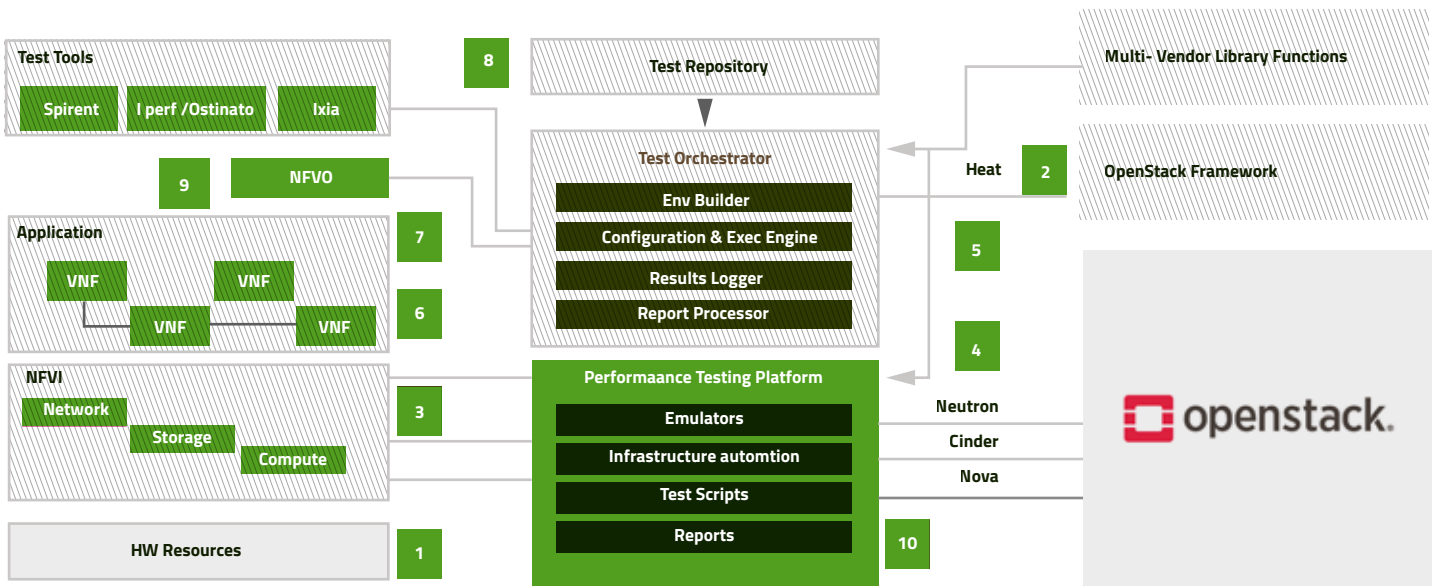 Test Tools
Spirent
I perf /Ostinato
Ixia
8
Test Repository
Multi- Vendor Library Functions
9
NFVO
Test Orchestrator
Env Builder
Configuration & Exec Engine
Results Logger
Report Processor
Heat
2
OpenStack Framework
Application
VNF
VNF
VNF
VNF
7
6
5
4
NFVI
Network
Storage
Compute
3
Performaance Testing Platform
Emulators
Infrastructure automtion
Test Scripts
Reports
Neutron
Cinder
Nova
openstack.
HW Resources
1
10